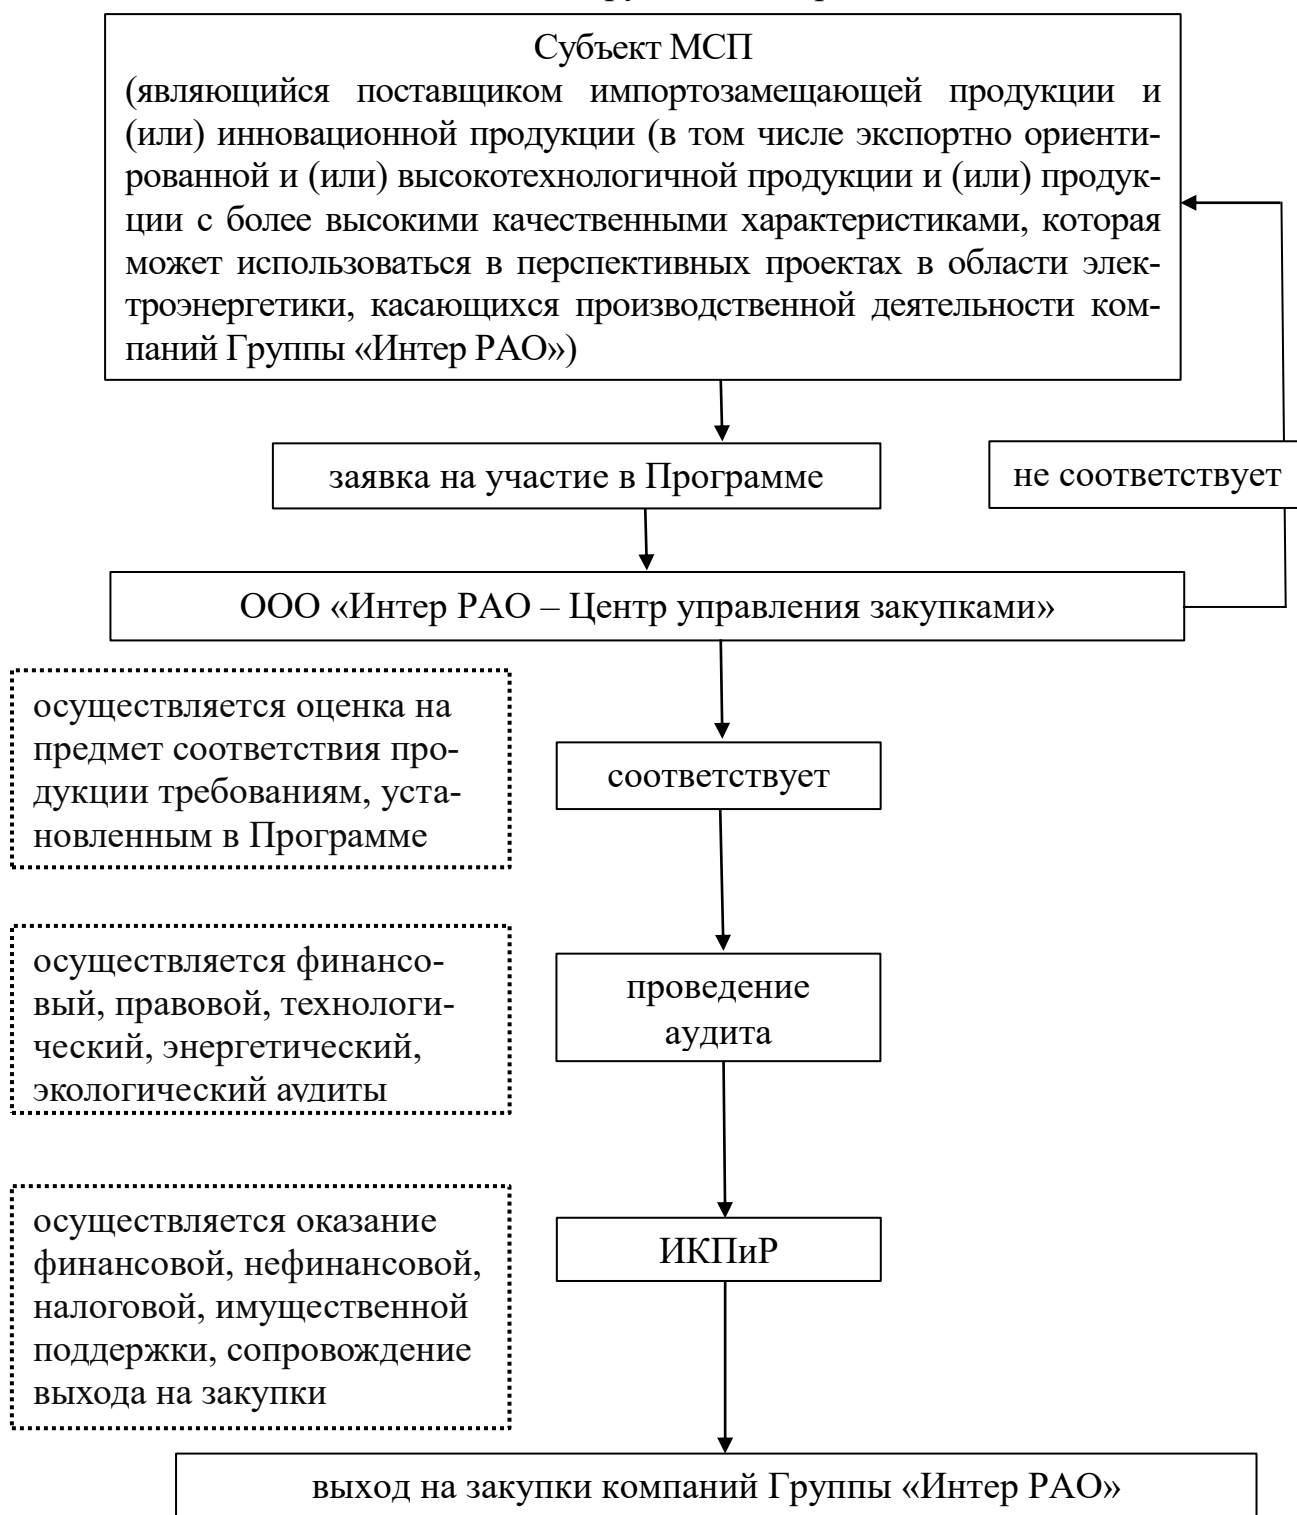 Субъект МСП
(являющийся поставщиком импортозамещающей продукции и
(или) инновационной продукции (в том числе экспортно ориенти-
рованной и (или) высокотехнологичной продукции и (или) продук-
ции с более высокими качественными характеристиками, которая
может использоваться в перспективных проектах в области элек-
троэнергетики, касающихся производственной деятельности ком-
паний Группы «Интер РАО»)
заявка на участие в Программе
не соответствует
ООО «Интер РАО – Центр управления закупками»
осуществляется оценка на
предмет соответствия про-
дукции требованиям, уста-
новленным в Программе
соответствует
осуществляется финансо-
вый, правовой, технологи-
ческий, энергетический,
экологический аудиты
проведение
аудита
осуществляется оказание
финансовой, нефинансовой,
налоговой, имущественной
поддержки, сопровождение
выхода на закупки
ИКПиР
выход на закупки компаний Группы «Интер РАО»